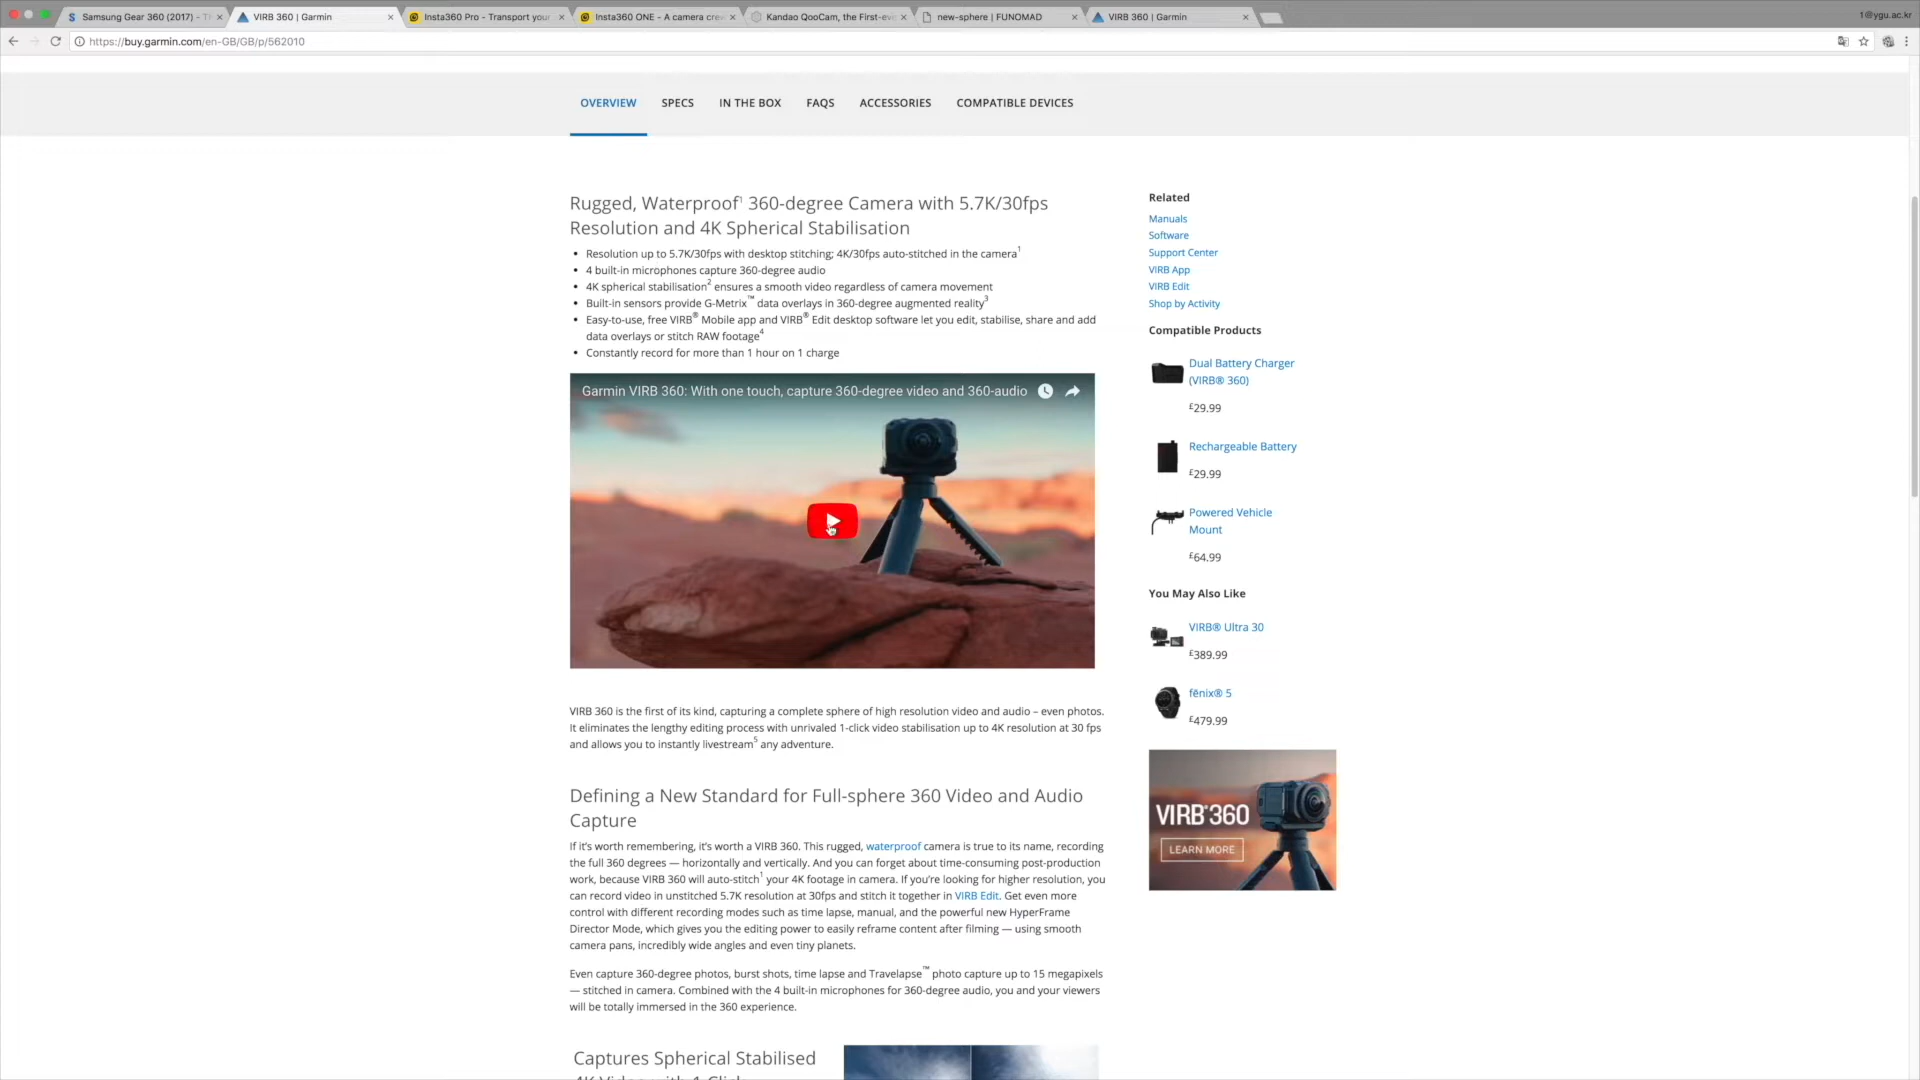 Samsung Gear 360 (2017) - T
VIRB 360 | Garmin
Insta360 Pro - Transport your
Insta360 ONE - A camera cre
Kandao QooCam, the First-ev
new-sphere | FUNOMAD
VIRB 360 | Garmin
1@ygu.ac.kr
https://buy.garmin.com/en-GB/GB/p/562010
OVERVIEW SPECS IN THE BOX FAQS ACCESSORIES COMPATIBLE DEVICES
Rugged, Waterproof¹ 360-degree Camera with 5.7K/30fps
Resolution and 4K Spherical Stabilisation
• Resolution up to 5.7K/30fps with desktop stitching; 4K/30fps auto-stitched in the camera¹
• 4 built-in microphones capture 360-degree audio
• 4K spherical stabilisation² ensures a smooth video regardless of camera movement
• Built-in sensors provide G-Metrix™ data overlays in 360-degree augmented reality³
• Easy-to-use, free VIRB® Mobile app and VIRB® Edit desktop software let you edit, stabilise, share and add
data overlays or stitch RAW footage⁴
• Constantly record for more than 1 hour on 1 charge
Garmin VIRB 360: With one touch, capture 360-degree video and 360-audio
VIRB 360 is the first of its kind, capturing a complete sphere of high resolution video and audio – even photos.
It eliminates the lengthy editing process with unrivaled 1-click video stabilisation up to 4K resolution at 30 fps
and allows you to instantly livestream⁵ any adventure.
Defining a New Standard for Full-sphere 360 Video and Audio
Capture
If it's worth remembering, it's worth a VIRB 360. This rugged, waterproof camera is true to its name, recording
the full 360 degrees — horizontally and vertically. And you can forget about time-consuming post-production
work, because VIRB 360 will auto-stitch¹ your 4K footage in camera. If you're looking for higher resolution, you
can record video in unstitched 5.7K resolution at 30fps and stitch it together in VIRB Edit. Get even more
control with different recording modes such as time lapse, manual, and the powerful new HyperFrame
Director Mode, which gives you the editing power to easily reframe content after filming — using smooth
camera pans, incredibly wide angles and even tiny planets.
Even capture 360-degree photos, burst shots, time lapse and Travelapse™ photo capture up to 15 megapixels
— stitched in camera. Combined with the 4 built-in microphones for 360-degree audio, you and your viewers
will be totally immersed in the 360 experience.
Captures Spherical Stabilised
4K Video with 1-Click
Related
Manuals
Software
Support Center
VIRB App
VIRB Edit
Shop by Activity
Compatible Products
Dual Battery Charger
(VIRB® 360)
£29.99
Rechargeable Battery
£29.99
Powered Vehicle
Mount
£64.99
You May Also Like
VIRB® Ultra 30
£389.99
fēnix® 5
£479.99
VIRB®360
LEARN MORE